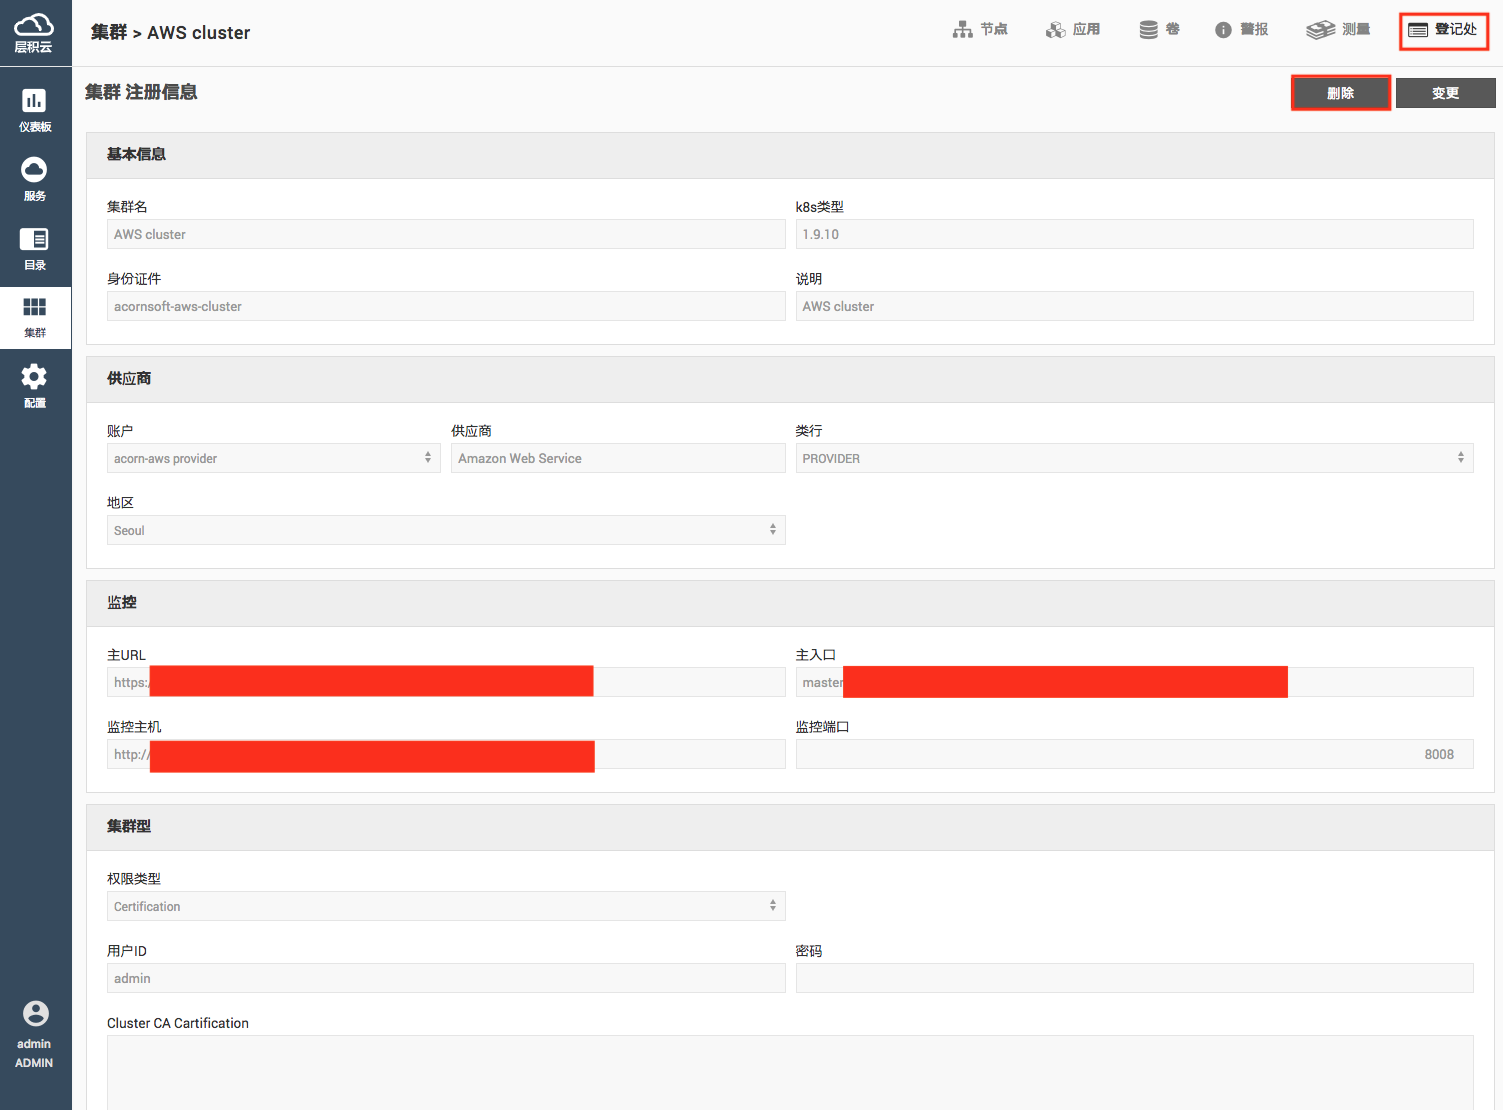 层积云
集群 > AWS cluster
节点
应用
卷
警报
测量
登记处
仪表板
服务
目录
集群
配置
admin
ADMIN
集群 注册信息
删除
变更
基本信息
集群名
k8s类型
AWS cluster
1.9.10
身份证件
说明
acornsoft-aws-cluster
AWS cluster
供应商
账户
供应商
类行
acorn-aws provider
Amazon Web Service
PROVIDER
地区
Seoul
监控
主URL
主入口
https:/
master
监控主机
监控端口
http://
8008
集群型
权限类型
Certification
用户ID
密码
admin
Cluster CA Cartification